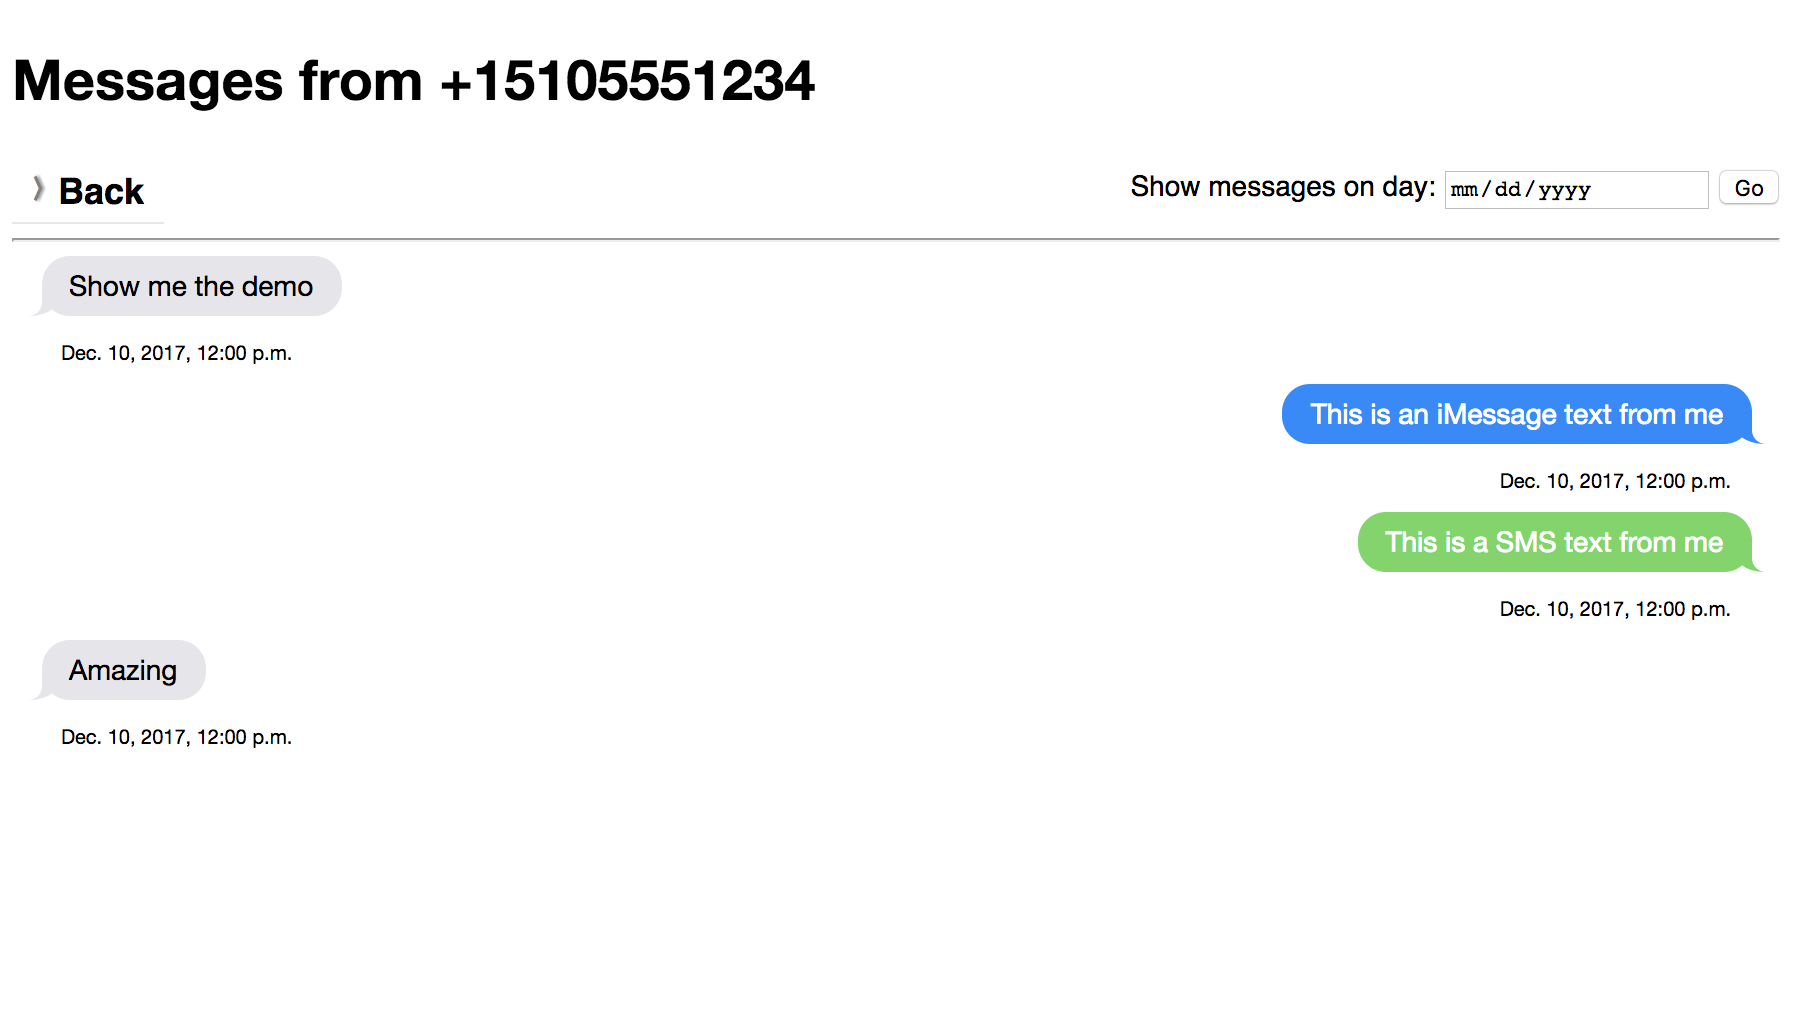 Messages from +15105551234
Back
Show messages on day: mm/dd/yyyy Go
Show me the demo
Dec. 10, 2017, 12:00 p.m.
This is an iMessage text from me
Dec. 10, 2017, 12:00 p.m.
This is a SMS text from me
Dec. 10, 2017, 12:00 p.m.
Amazing
Dec. 10, 2017, 12:00 p.m.